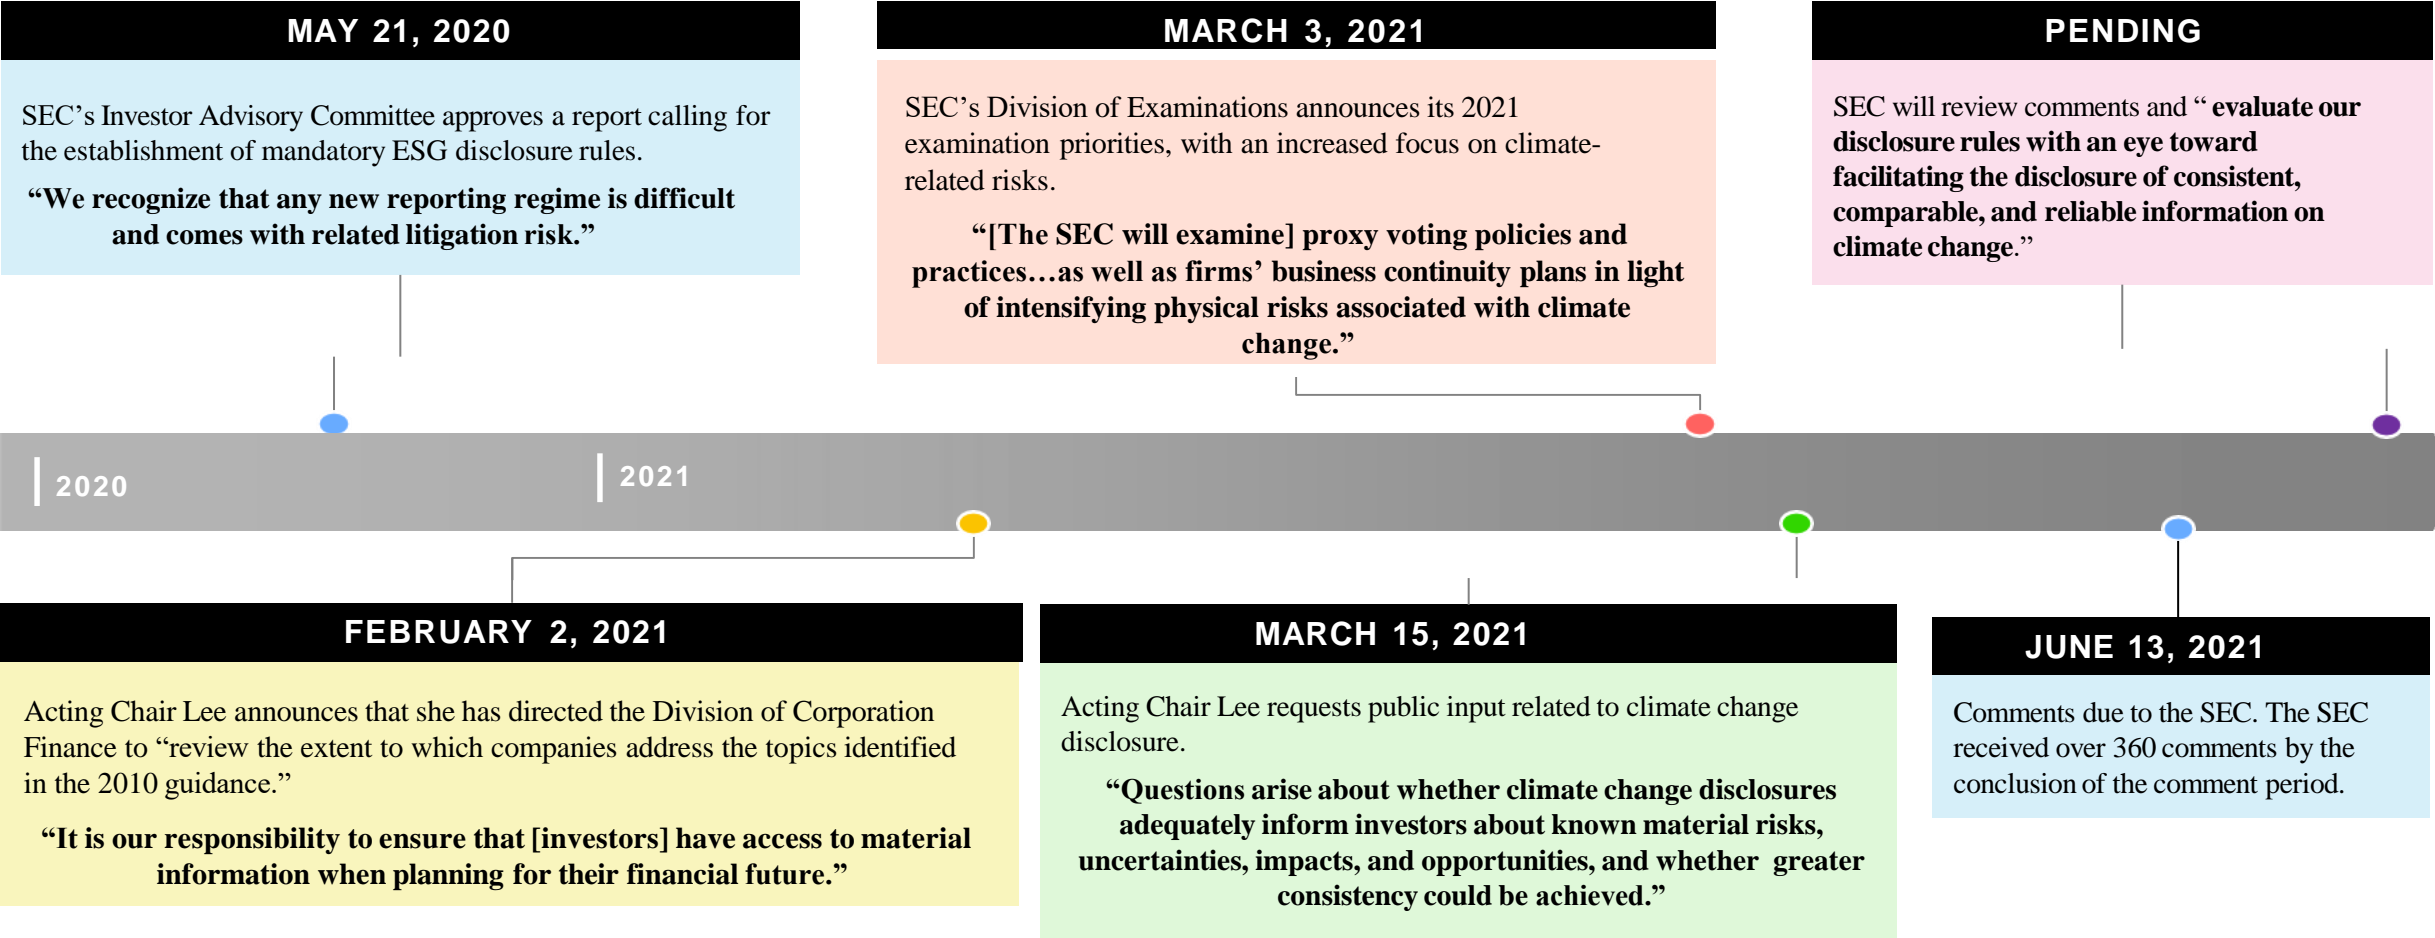 MAY 21, 2020
SEC’s Investor Advisory Committee approves a report calling for
the establishment of mandatory ESG disclosure rules.
“We recognize that any new reporting regime is difficult
and comes with related litigation risk.”
MARCH 3, 2021
SEC’s Division of Examinations announces its 2021
examination priorities, with an increased focus on climate-
related risks.
“[The SEC will examine] proxy voting policies and
practices…as well as firms’ business continuity plans in light
of intensifying physical risks associated with climate
change.”
PENDING
SEC will review comments and “ evaluate our
disclosure rules with an eye toward
facilitating the disclosure of consistent,
comparable, and reliable information on
climate change.”
2020
2021
FEBRUARY 2, 2021
Acting Chair Lee announces that she has directed the Division of Corporation
Finance to “review the extent to which companies address the topics identified
in the 2010 guidance.”
“It is our responsibility to ensure that [investors] have access to material
information when planning for their financial future.”
MARCH 15, 2021
Acting Chair Lee requests public input related to climate change
disclosure.
“Questions arise about whether climate change disclosures
adequately inform investors about known material risks,
uncertainties, impacts, and opportunities, and whether greater
consistency could be achieved.”
JUNE 13, 2021
Comments due to the SEC. The SEC
received over 360 comments by the
conclusion of the comment period.